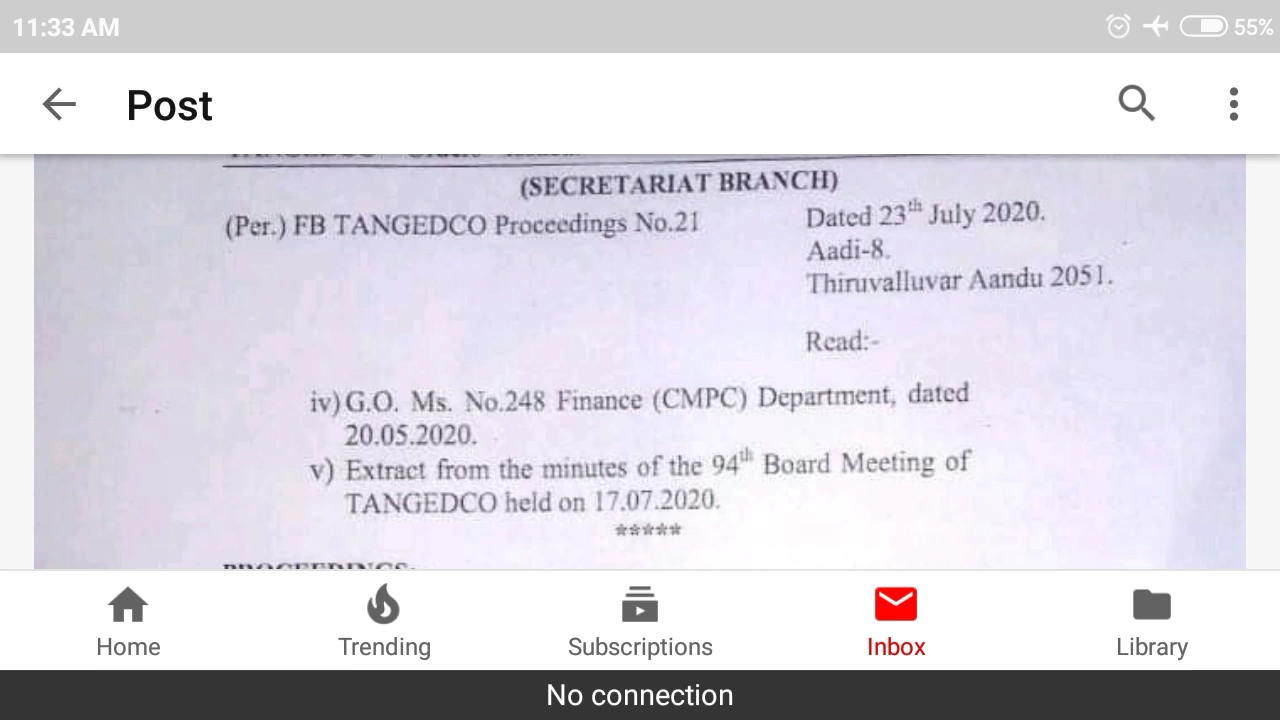 11:33 AM
55%
Post
(SECRETARIAT BRANCH)
(Per.) FB TANGEDCO Proceedings No.21
Dated 23th July 2020.
Aadi-8.
Thiruvalluvar Aandu 2051.
Read:-
iv) G.O. Ms. No.248 Finance (CMPC) Department, dated
20.05.2020.
v) Extract from the minutes of the 94th Board Meeting of
TANGEDCO held on 17.07.2020.
*****
PROCEEDINGS:
Home
Trending
Subscriptions
Inbox
Library
No connection